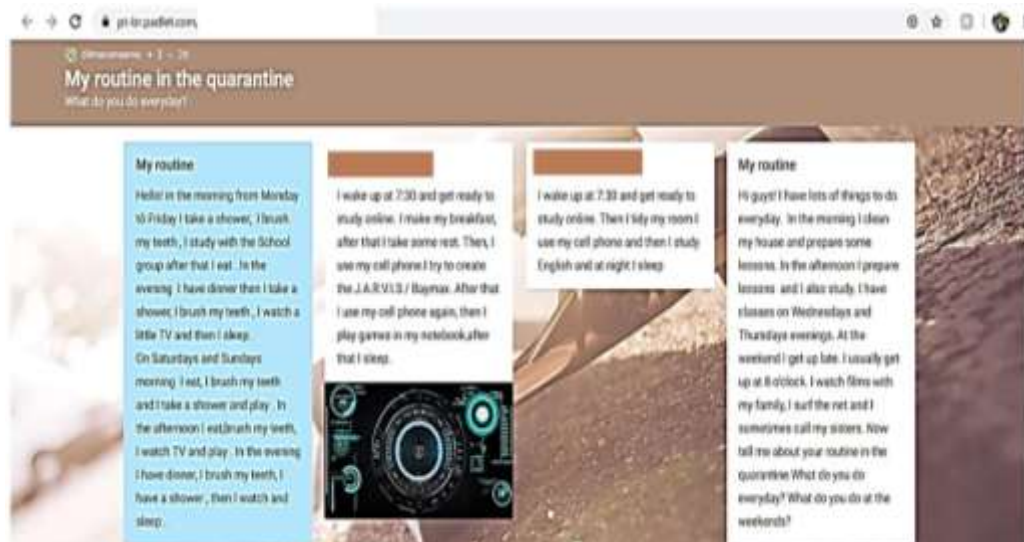 pt-br.padlet.com,
My routine in the quarantine
What do you do everyday?
My routine
Hello! in the morning from Monday
to Friday I take a shower, I brush
my teeth, I study with the School
group after that I eat . In the
evening I have dinner then I take a
shower, I brush my teeth, I watch a
little TV and then I sleep.
On Saturdays and Sundays
morning I eat, I brush my teeth
and I take a shower and play . In
the afternoon I eat,brush my teeth,
I watch TV and play . In the evening
I have dinner, I brush my teeth, I
have a shower , then I watch and
sleep .
I wake up at 7:30 and get ready to
study online. I make my breakfast,
after that I take some rest. Then, I
use my cell phone.I try to create
the J.A.R.V.I.S./ Baymax. After that
I use my cell phone again, then I
play games in my notebook,after
that I sleep.
I wake up at 7:30 and get ready to
study online. Then I tidy my room I
use my cell phone and then I study
English and at night I sleep
My routine
Hi guys! I have lots of things to do
everyday. In the morning I clean
my house and prepare some
lessons. In the afternoon I prepare
lessons and I also study. I have
classes on Wednesdays and
Thursdays evenings. At the
weekend I get up late. I usually get
up at 8 o'clock. I watch films with
my family, I surf the net and I
sometimes call my sisters. Now
tell me about your routine in the
quarantine What do you do
everyday? What do you do at the
weekends?